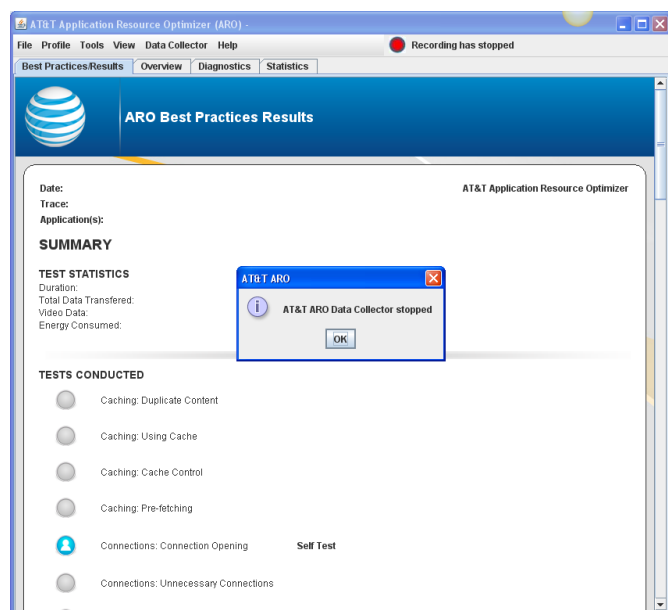 AT&T Application Resource Optimizer (ARO) -
File Profile Tools View Data Collector Help Recording has stopped
Best Practices/Results Overview Diagnostics Statistics
ARO Best Practices Results
Date: AT&T Application Resource Optimizer
Trace:
Application(s):
SUMMARY
TEST STATISTICS
Duration:
Total Data Transfered:
Video Data:
Energy Consumed:
AT&T ARO
AT&T ARO Data Collector stopped
OK
TESTS CONDUCTED
Caching: Duplicate Content
Caching: Using Cache
Caching: Cache Control
Caching: Pre-fetching
Connections: Connection Opening Self Test
Connections: Unnecessary Connections